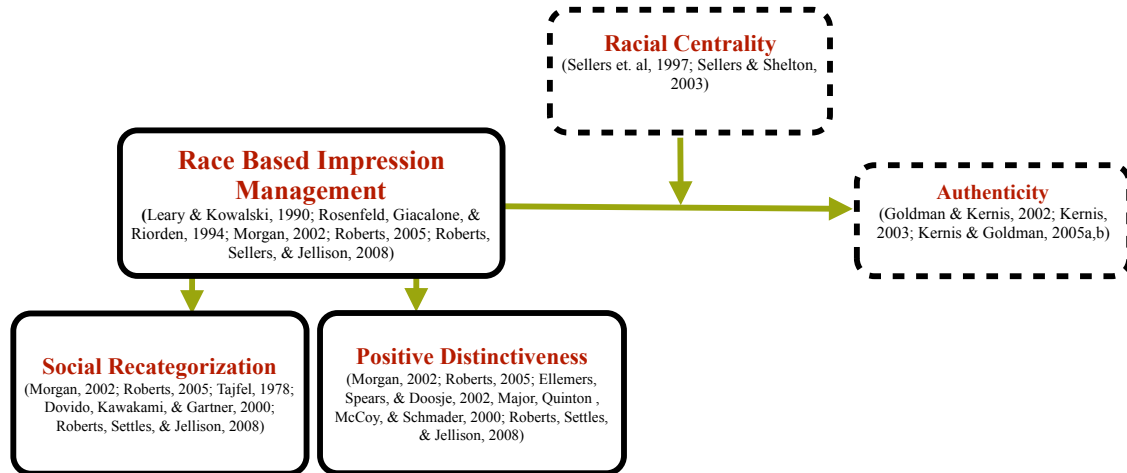 Racial Centrality
(Sellers et. al, 1997; Sellers & Shelton,
2003)
Race Based Impression
Management
(Leary & Kowalski, 1990; Rosenfeld, Giacalone, &
Riorden, 1994; Morgan, 2002; Roberts, 2005; Roberts,
Sellers, & Jellison, 2008)
Authenticity
(Goldman & Kernis, 2002; Kernis,
2003; Kernis & Goldman, 2005a,b)
Social Recategorization
(Morgan, 2002; Roberts, 2005; Tajfel, 1978;
Dovido, Kawakami, & Gartner, 2000;
Roberts, Settles, & Jellison, 2008)
Positive Distinctiveness
(Morgan, 2002; Roberts, 2005; Ellemers,
Spears, & Doosje, 2002, Major, Quinton ,
McCoy, & Schmader, 2000; Roberts, Settles,
& Jellison, 2008)